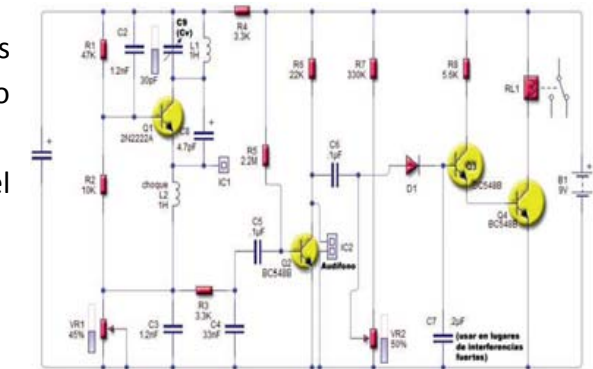 s
o
el
C9
(Cv)
C2
1.2nF
30pF
L1
1H
R4
3.3K
R1
47K
Q1
2N2222A
C8
4.7pF
IC1
R2
10K
choque
L2
1H
R5
2.2M
R6
22K
R7
330K
R8
5.6K
RL1
C6
.1µF
D1
Q3
BC548B
Q4
BC548B
B1
9V
C5
.1µF
Q2
BC548B
IC2
Audífono
R3
3.3K
VR1
45%
C3
1.2nF
C4
33nF
VR2
50%
C7
.2µF
(usar en lugares
de interferencias
fuertes)